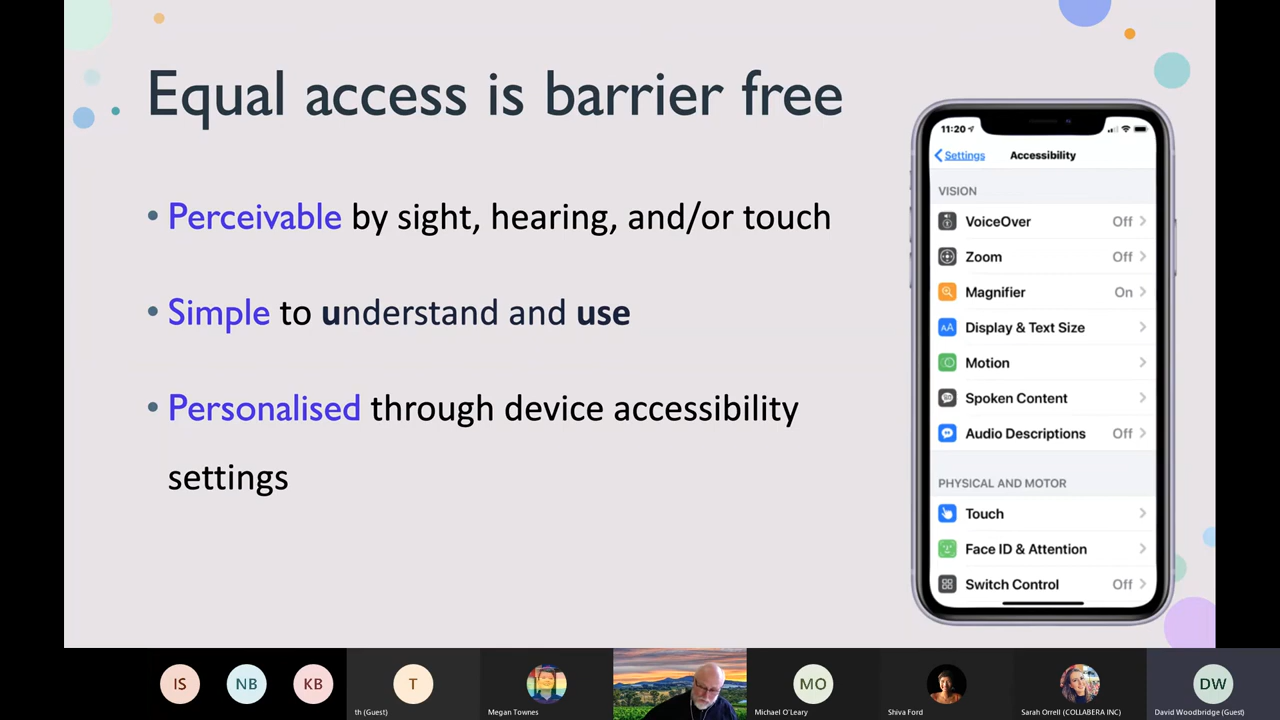 Equal access is barrier free
• Perceivable by sight, hearing, and/or touch
• Simple to understand and use
• Personalised through device accessibility
settings
11:20
Settings Accessibility
VISION
VoiceOver Off
Zoom Off
Magnifier On
Display & Text Size
Motion
Spoken Content
Audio Descriptions Off
PHYSICAL AND MOTOR
Touch
Face ID & Attention
Switch Control Off
IS NB KB T MO DW
th (Guest) Megan Townes Michael O'Leary Shiva Ford Sarah Orrell (COLLABERA INC) David Woodbridge (Guest)